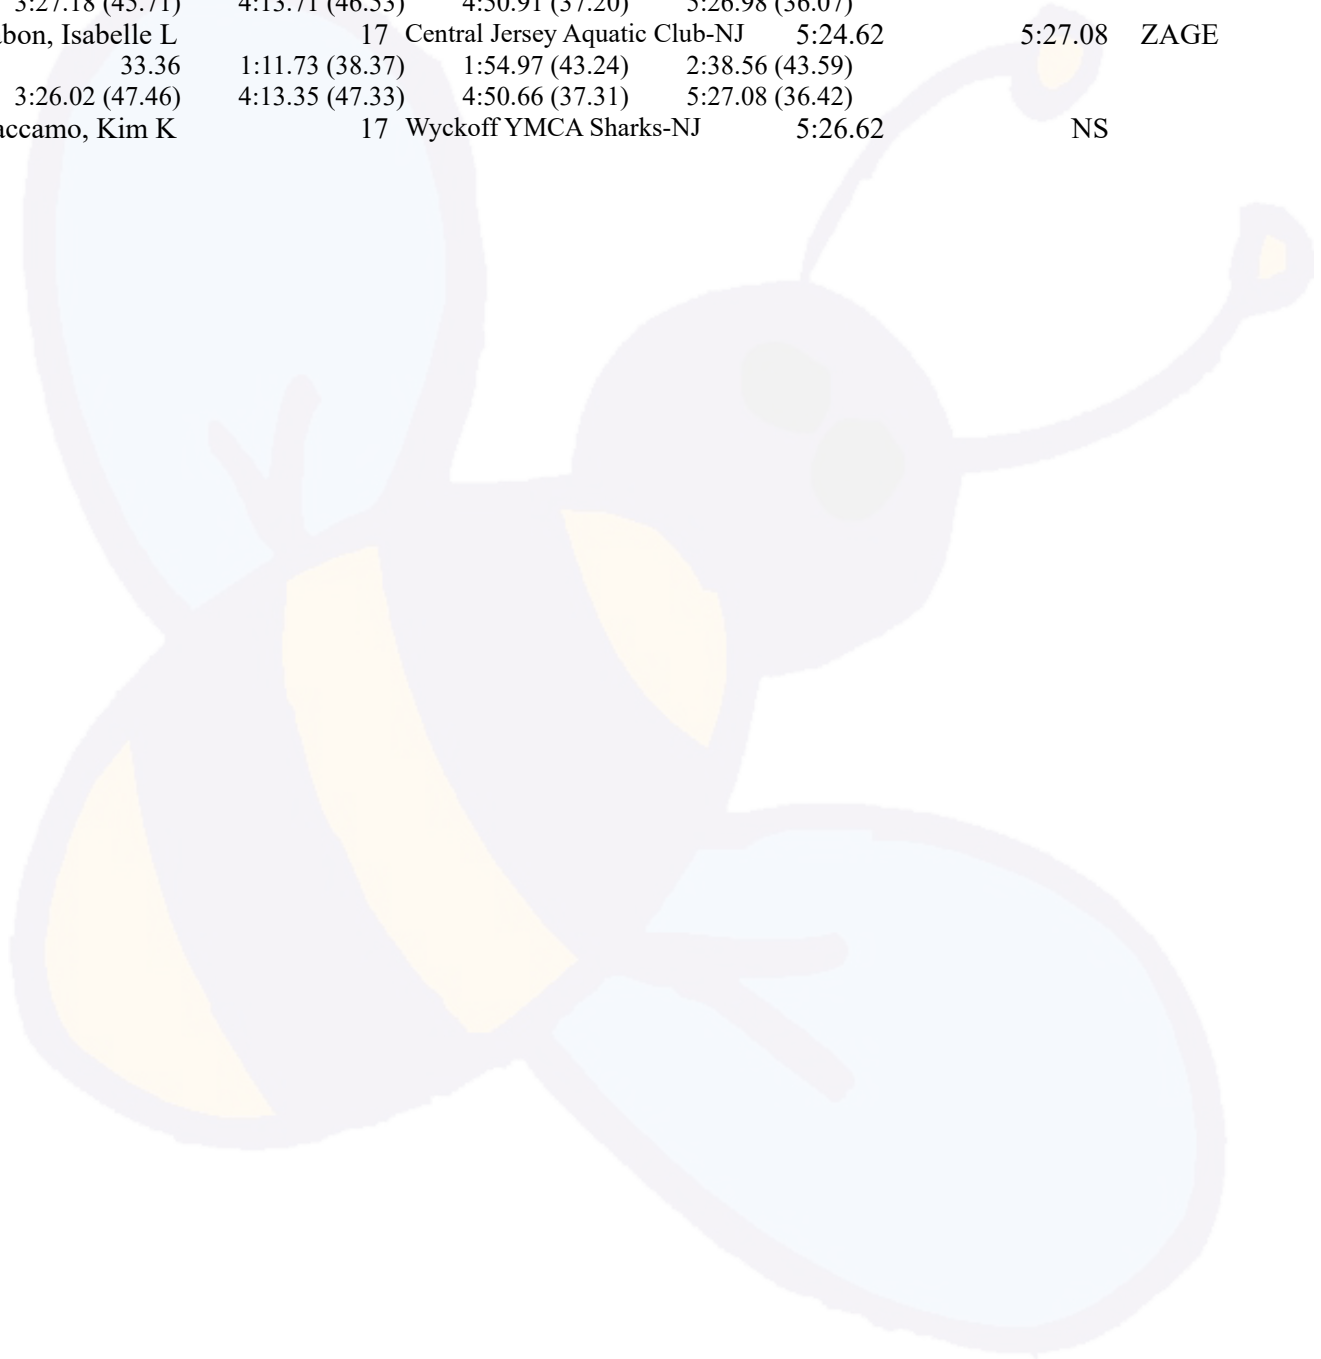 3:27.18 (45.71) 4:13.71 (46.53) 4:50.91 (37.20) 5:26.98 (36.07)
bon, Isabelle L 17 Central Jersey Aquatic Club-NJ 5:24.62 5:27.08 ZAGE
33.36 1:11.73 (38.37) 1:54.97 (43.24) 2:38.56 (43.59)
3:26.02 (47.46) 4:13.35 (47.33) 4:50.66 (37.31) 5:27.08 (36.42)
accamo, Kim K 17 Wyckoff YMCA Sharks-NJ 5:26.62 NS